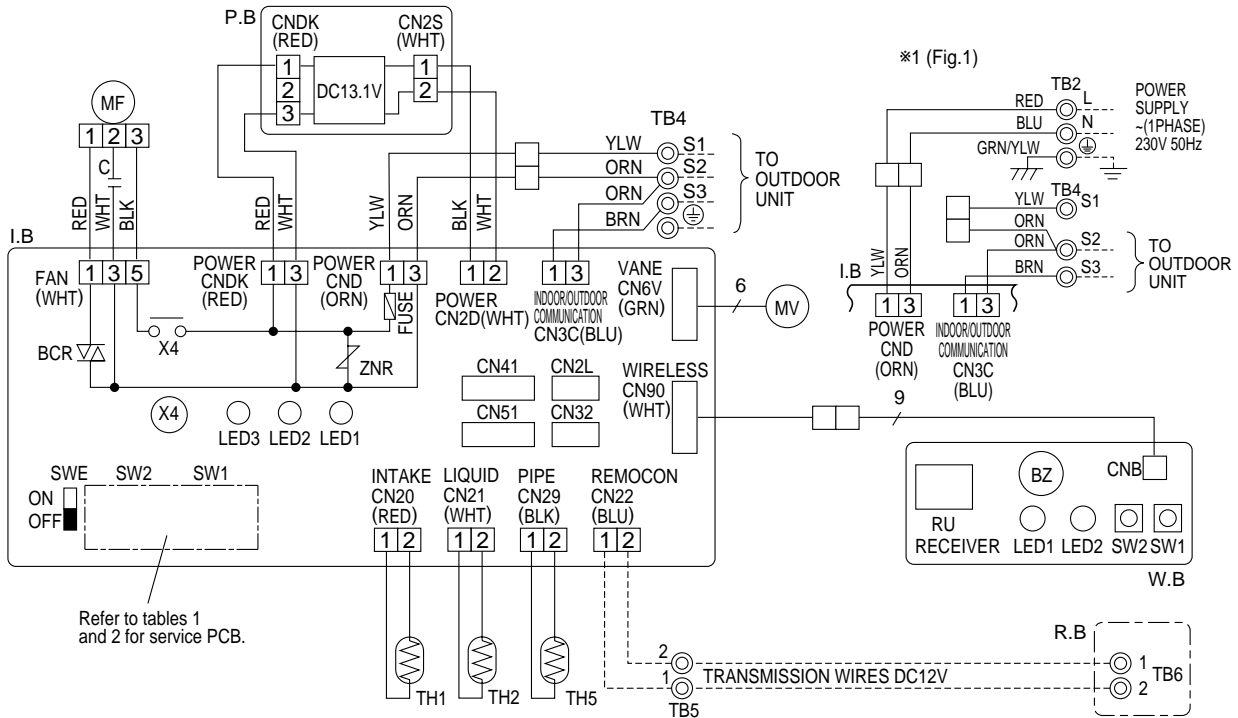 P.B
CNDK
(RED)
CN2S
(WHT)
1
2
3
DC13.1V
1
2
MF
1 2 3
C
RED
WHT
BLK
RED
WHT
YLW
ORN
BLK
WHT
TB4
YLW
S1
ORN
S2
ORN
S3
BRN
TO
OUTDOOR
UNIT
※1 (Fig.1)
TB2
RED
L
BLU
N
GRN/YLW
POWER
SUPPLY
~(1PHASE)
230V 50Hz
TB4
YLW
S1
ORN
ORN
S2
BRN
S3
TO
OUTDOOR
UNIT
I.B
YLW
ORN
1 3
POWER
CND
(ORN)
1 3
INDOOR/OUTDOOR
COMMUNICATION
CN3C
(BLU)
I.B
FAN
(WHT)
1 3 5
POWER
CNDK
(RED)
1 3
POWER
CND
(ORN)
1 3
FUSE
1 2
POWER
CN2D(WHT)
1 3
INDOOR/OUTDOOR
COMMUNICATION
CN3C(BLU)
VANE
CN6V
(GRN)
6
MV
BCR
X4
ZNR
CN41
CN2L
CN51
CN32
WIRELESS
CN90
(WHT)
9
X4
LED3 LED2 LED1
SWE
ON
OFF
SW2
SW1
Refer to tables 1
and 2 for service PCB.
INTAKE
CN20
(RED)
1 2
LIQUID
CN21
(WHT)
1 2
PIPE
CN29
(BLK)
1 2
REMOCON
CN22
(BLU)
1 2
TH1
TH2
TH5
CNB
BZ
RU
RECEIVER
LED1 LED2 SW2 SW1
W.B
R.B
2
1
TB5
TRANSMISSION WIRES DC12V
1
2
TB6